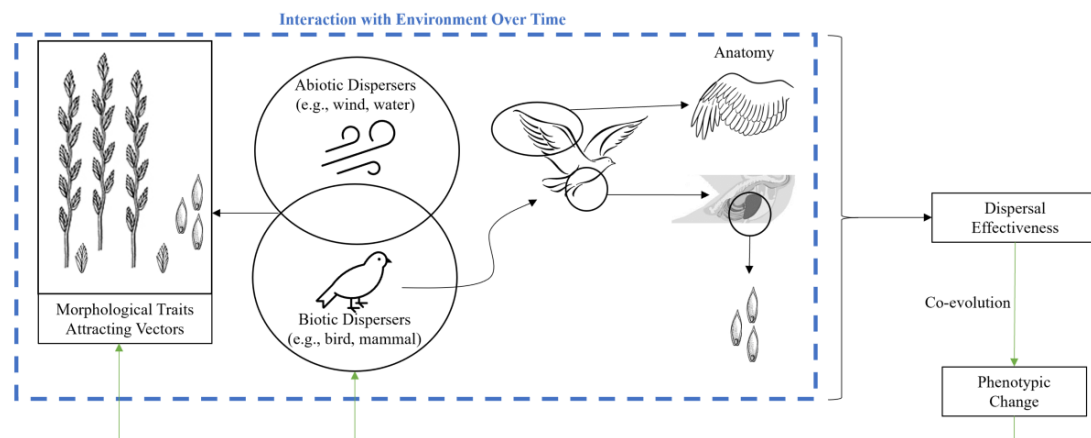 Interaction with Environment Over Time
Abiotic Dispersers
(e.g., wind, water)
Anatomy
Morphological Traits
Attracting Vectors
Biotic Dispersers
(e.g., bird, mammal)
Dispersal
Effectiveness
Co-evolution
Phenotypic
Change